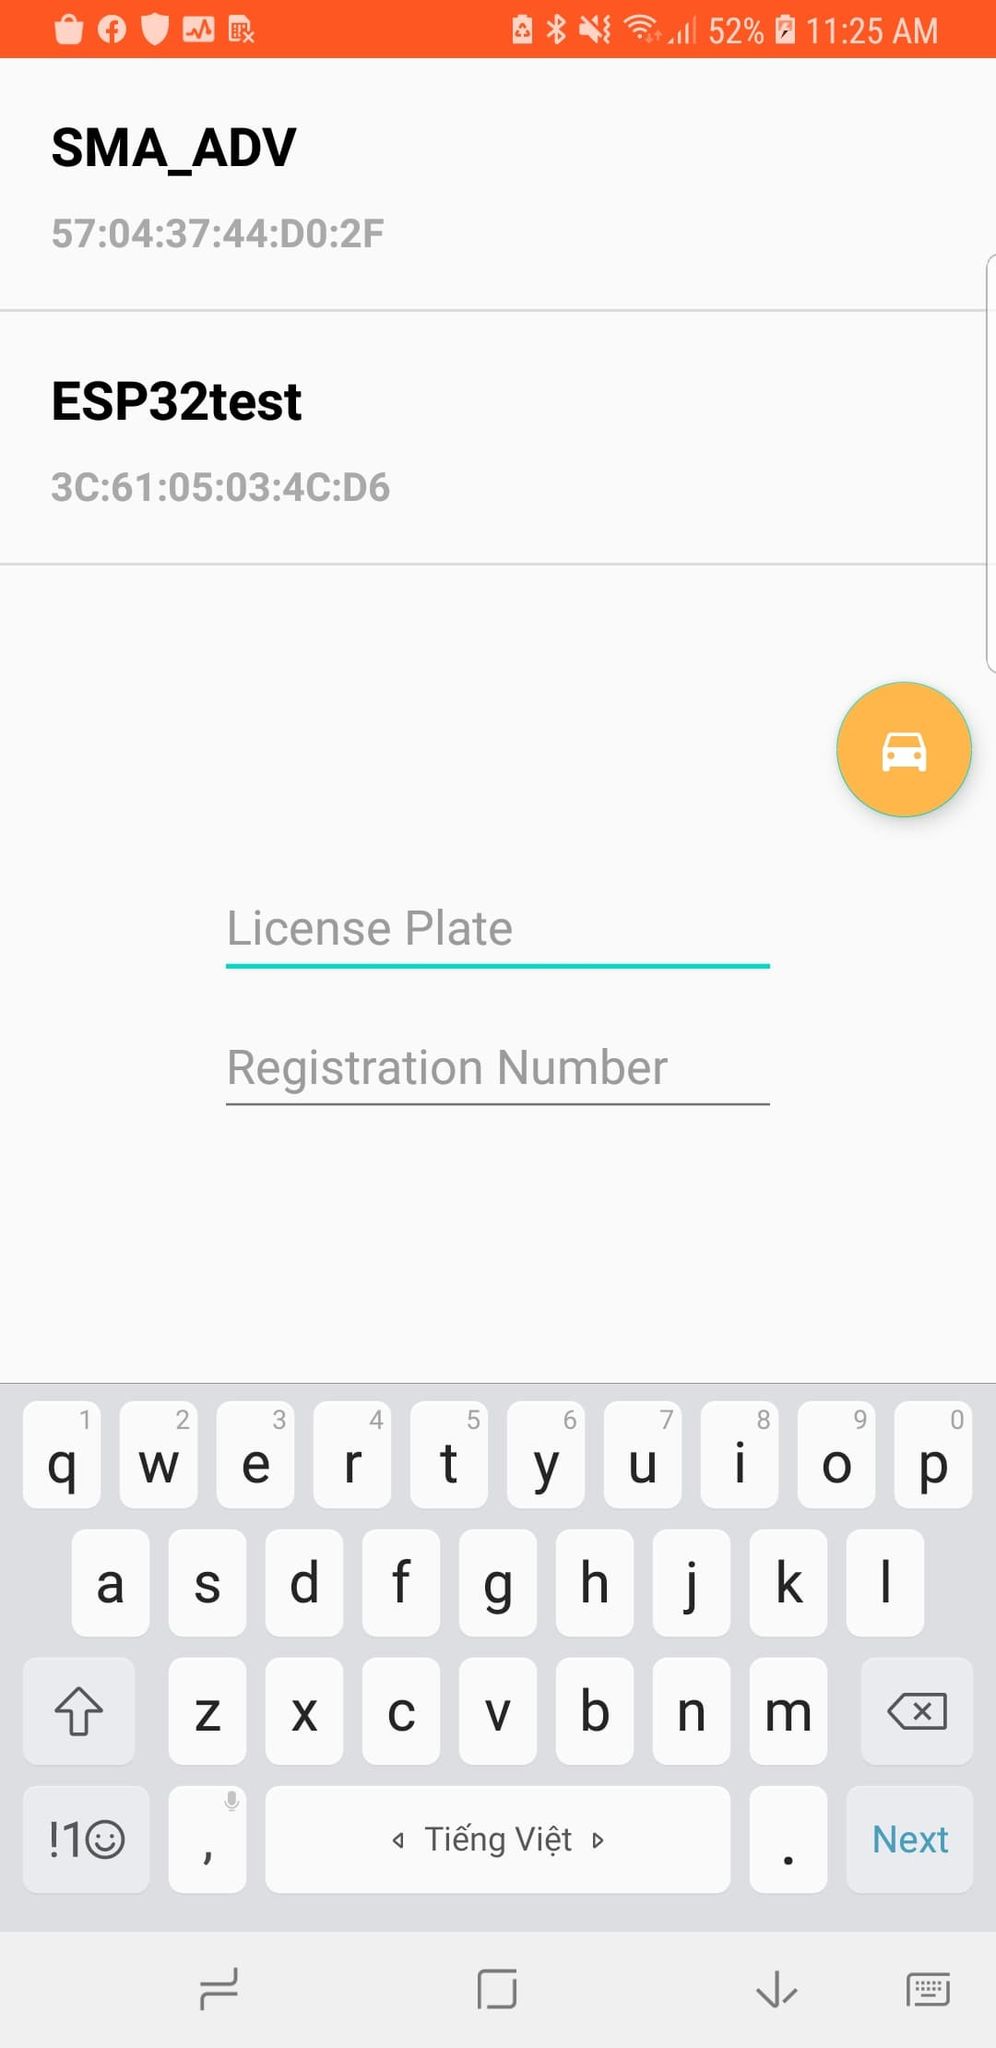 52% 11:25 AM
SMA_ADV
57:04:37:44:D0:2F
ESP32test
3C:61:05:03:4C:D6
License Plate
Registration Number
1 2 3 4 5 6 7 8 9 0
q w e r t y u i o p
a s d f g h j k l
z x c v b n m
!1☺ , Tiếng Việt . Next